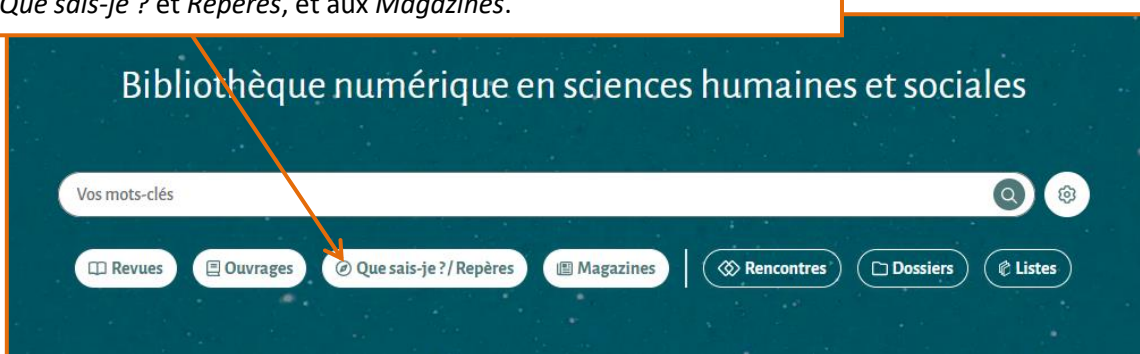 Que sais-je ? et Repères, et aux Magazines.
Bibliothèque numérique en sciences humaines et sociales
Vos mots-clés
Revues Ouvrages Que sais-je ?/ Repères Magazines Rencontres Dossiers Listes